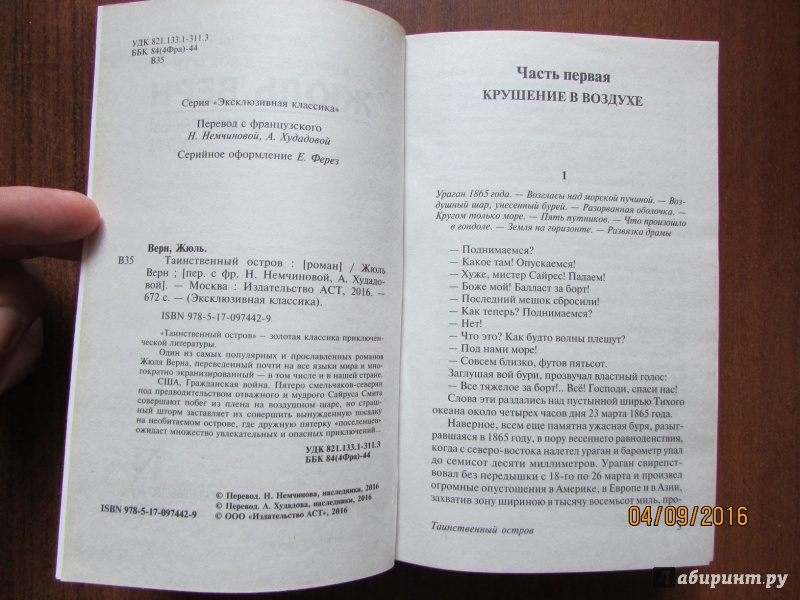 УДК 821.133.1-311.3
ББК 84(4Фра)-44
В35
Серия «Эксклюзивная классика»
Перевод с французского
Н. Немчиновой, А. Худадовой
Серийное оформление Е. Ферез
Верн, Жюль.
В35 Таинственный остров : [роман] / Жюль
Верн ; [пер. с фр. Н. Немчиновой, А. Худадо-
вой]. — Москва : Издательство АСТ, 2016. —
672 с. — (Эксклюзивная классика).
ISBN 978-5-17-097442-9
«Таинственный остров» — золотая классика приключен-
ческой литературы.
Один из самых популярных и прославленных романов
Жюля Верна, переведенный почти на все языки мира и мно-
гократно экранизированный — в том числе и в нашей стране.
США, Гражданская война. Пятеро смельчаков-северян
под предводительством отважного и мудрого Сайруса Смита
совершают побег из плена на воздушном шаре, но страш-
ный шторм заставляет их совершить вынужденную посадку
на необитаемом острове, где дружную пятерку «поселенцев»
ожидает множество увлекательных и опасных приключений...
УДК 821.133.1-311.3
ББК 84(4Фра)-44
© Перевод. Н. Немчинова, наследники, 2016
© Перевод. А. Худадова, наследники, 2016
ISBN 978-5-17-097442-9 © ООО «Издательство АСТ», 2016
Часть первая
КРУШЕНИЕ В ВОЗДУХЕ
1
Ураган 1865 года. — Возгласы над морской пучиной. — Воз-
душный шар, унесенный бурей. — Разорванная оболочка. —
Кругом только море. — Пять путников. — Что произошло
в гондоле. — Земля на горизонте. — Развязка драмы
— Поднимаемся?
— Какое там! Опускаемся!
— Хуже, мистер Сайрес! Падаем!
— Боже мой! Балласт за борт!
— Последний мешок сбросили!
— Как теперь? Поднимаемся?
— Нет!
— Что это? Как будто волны плещут?
— Под нами море!
— Совсем близко, футов пятьсот.
Заглушая вой бури, прозвучал властный голос:
— Все тяжелое за борт!.. Всё! Господи, спаси нас!
Слова эти раздались над пустынной ширью Тихого
океана около четырех часов дня 23 марта 1865 года.
Наверное, всем еще памятна ужасная буря, разыг-
равшаяся в 1865 году, в пору весеннего равноденствия,
когда с северо-востока налетел ураган и барометр упал
до семисот десяти миллиметров. Ураган свирепство-
вал без передышки с 18-го по 26 марта и произвел
огромные опустошения в Америке, в Европе и в Азии,
захватив зону шириною в тысячу восемьсот миль, про-
Таинственный остров
04/09/2016
Лабиринт.ру